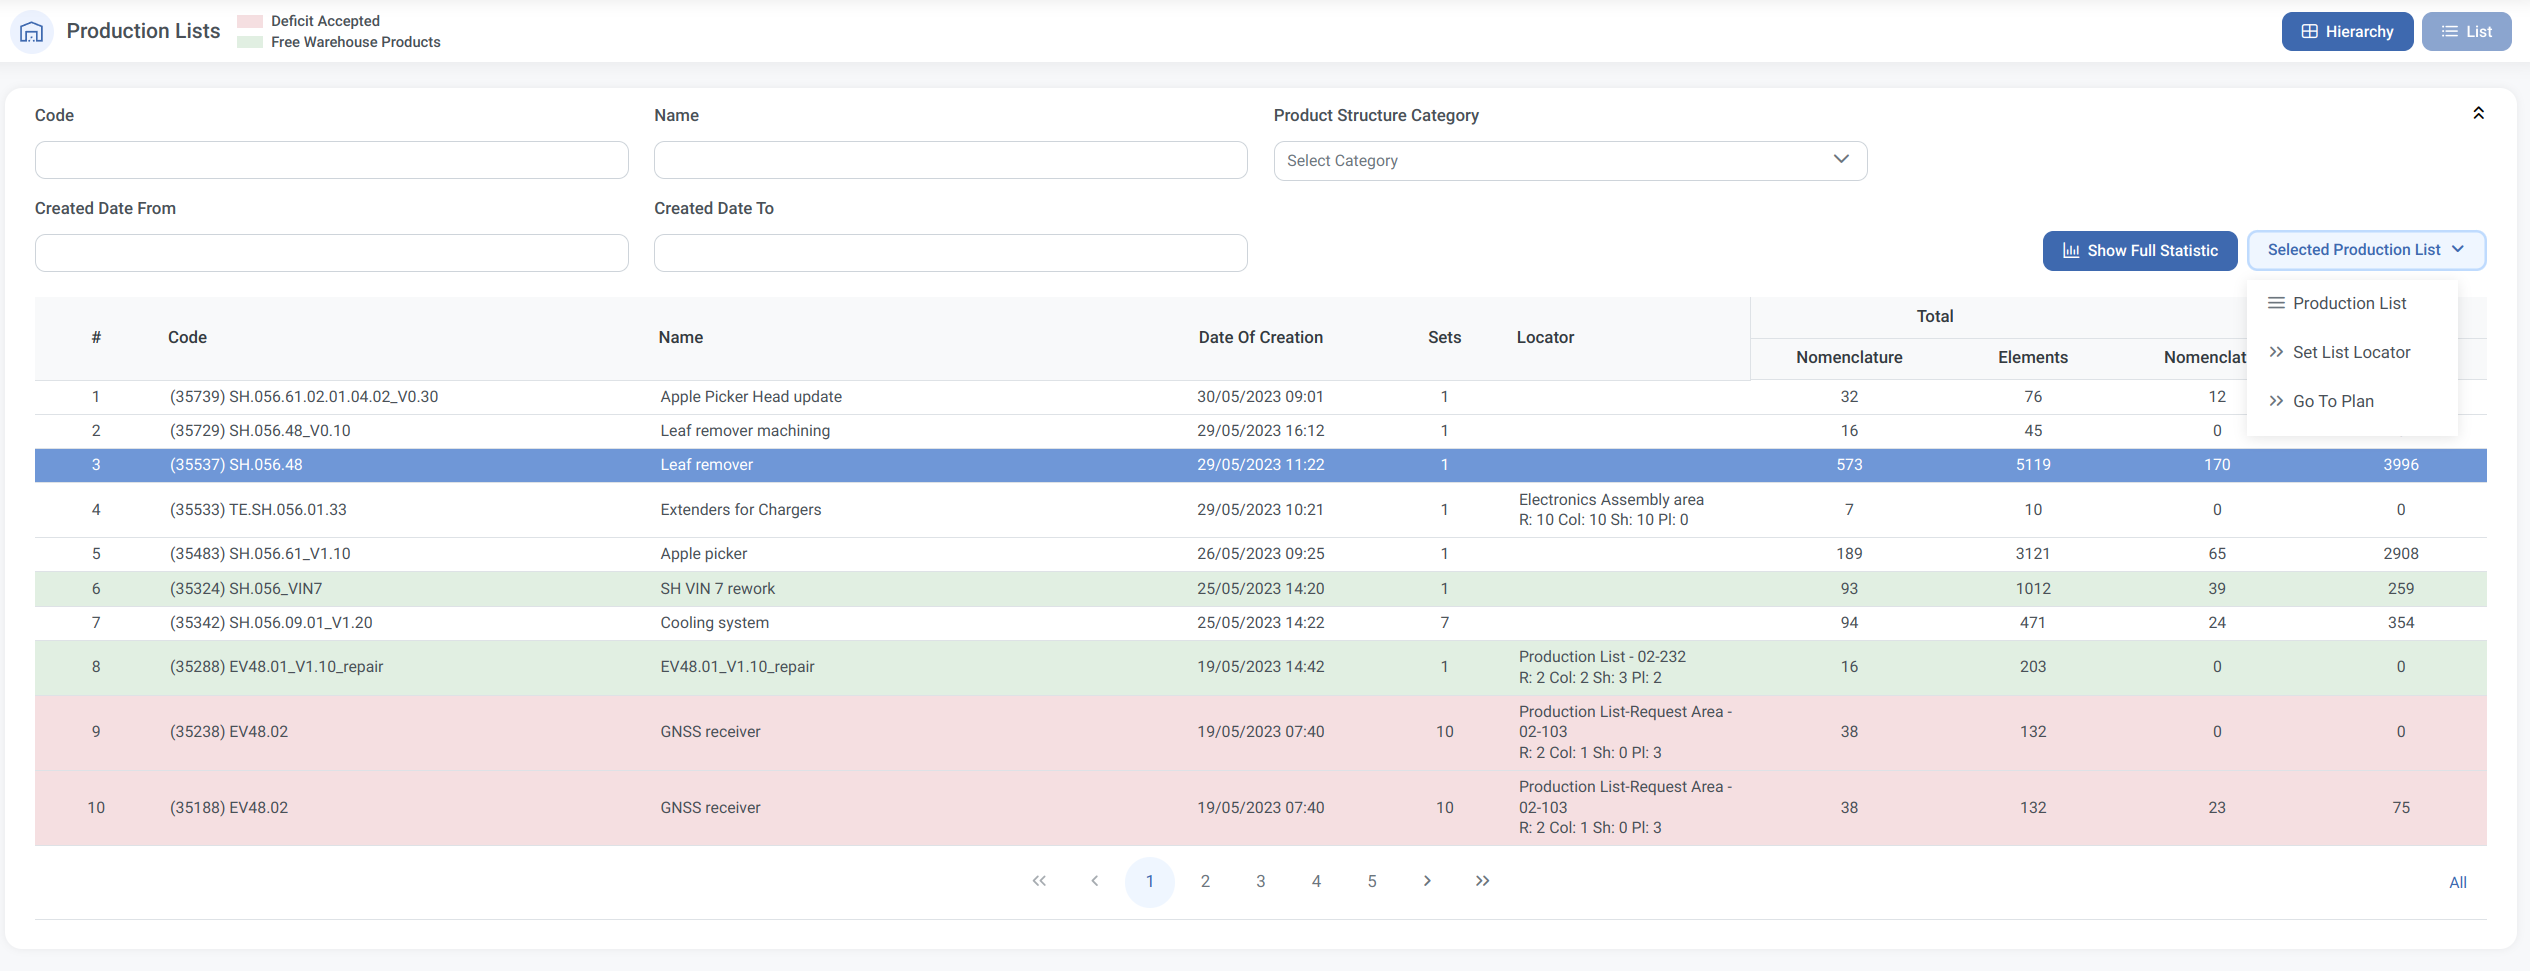 Production Lists
Deficit Accepted
Free Warehouse Products
Hierarchy
List
Code
Name
Product Structure Category
Select Category
Created Date From
Created Date To
Show Full Statistic
Selected Production List
Production List
Set List Locator
Go To Plan
# Code Name Date Of Creation Sets Locator Total
Nomenclature Elements Nomenclat
1 (35739) SH.056.61.02.01.04.02_V0.30 Apple Picker Head update 30/05/2023 09:01 1 32 76 12
2 (35729) SH.056.48_V0.10 Leaf remover machining 29/05/2023 16:12 1 16 45 0
3 (35537) SH.056.48 Leaf remover 29/05/2023 11:22 1 573 5119 170 3996
4 (35533) TE.SH.056.01.33 Extenders for Chargers 29/05/2023 10:21 1 Electronics Assembly area 7 10 0 0
R: 10 Col: 10 Sh: 10 Pl: 0
5 (35483) SH.056.61_V1.10 Apple picker 26/05/2023 09:25 1 189 3121 65 2908
6 (35324) SH.056_VIN7 SH VIN 7 rework 25/05/2023 14:20 1 93 1012 39 259
7 (35342) SH.056.09.01_V1.20 Cooling system 25/05/2023 14:22 7 94 471 24 354
8 (35288) EV48.01_V1.10_repair EV48.01_V1.10_repair 19/05/2023 14:42 1 Production List - 02-232 16 203 0 0
R: 2 Col: 2 Sh: 3 Pl: 2
9 (35238) EV48.02 GNSS receiver 19/05/2023 07:40 10 Production List-Request Area - 38 132 0 0
02-103
R: 2 Col: 1 Sh: 0 Pl: 3
10 (35188) EV48.02 GNSS receiver 19/05/2023 07:40 10 Production List-Request Area - 38 132 23 75
02-103
R: 2 Col: 1 Sh: 0 Pl: 3
1 2 3 4 5
All